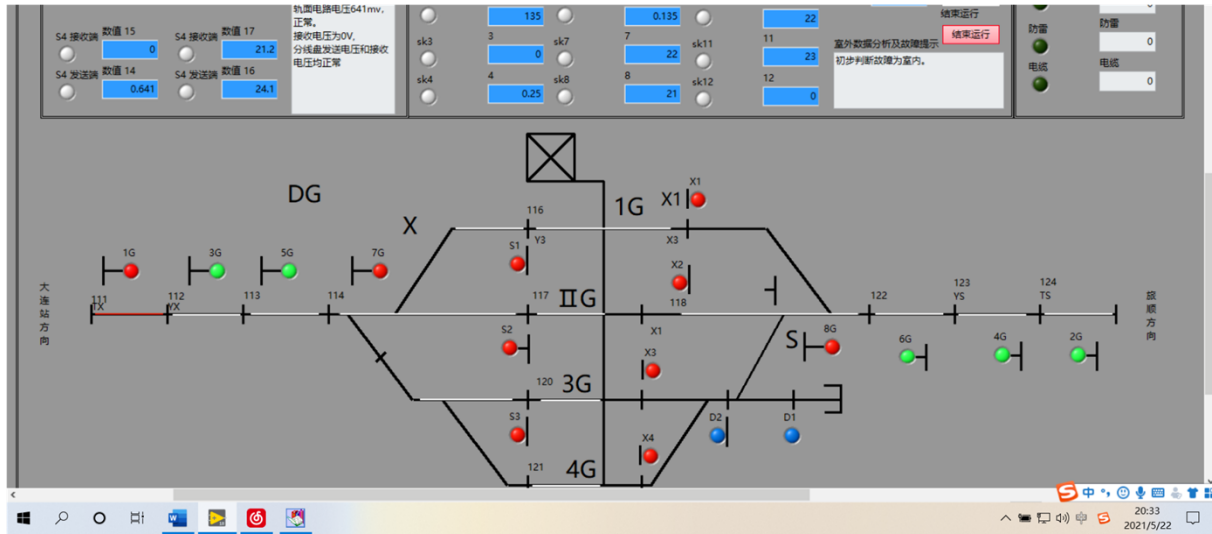 轨面电路电压641mv,
正常。
接收电压为0V,
分线盘发送电压和接收
电压均正常
S4 接收端 数值 15
0
S4 接收端 数值 17
21.2
S4 发送端 数值 14
0.641
S4 发送端 数值 16
24.1
135
0.135
22
sk3 3
0
sk7 7
22
sk11 11
23
sk4 4
0.25
sk8 8
21
sk12 12
0
结束运行
结束运行
室外数据分析及故障提示
初步判断故障为室内。
防雷
0
电缆
0
DG
X
116
1G
X1
X1
Y3
X3
S1
X2
1G
3G
5G
7G
大连站方向
111
TX
112
YX
113
114
117
IIG
118
X1
122
123
YS
124
TS
旅顺方向
S2
X3
S
8G
6G
4G
2G
120
3G
S3
D2
D1
X4
121
4G
中
20:33
2021/5/22